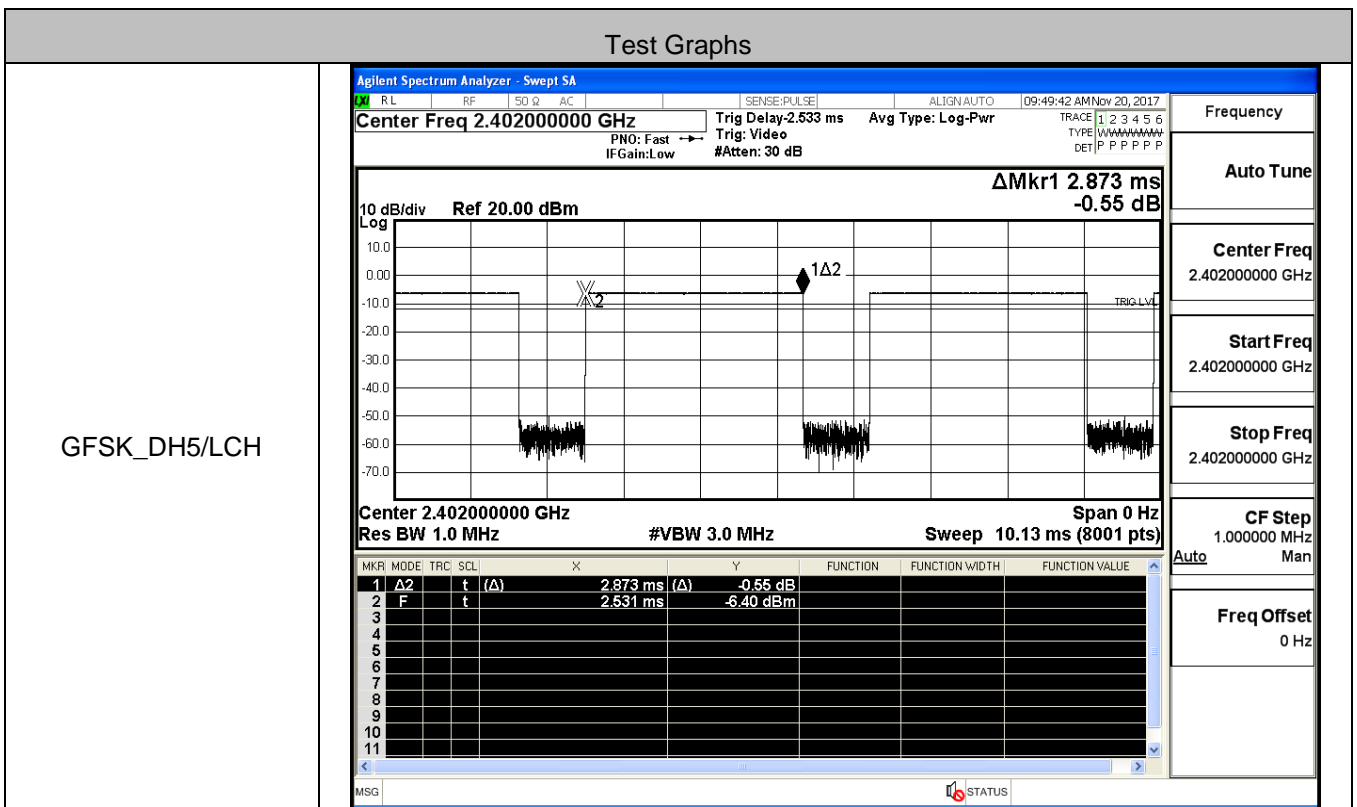 Test Graphs
GFSK_DH5/LCH
Agilent Spectrum Analyzer - Swept SA
LXI RL RF 50 Ω AC SENSE:PULSE ALIGN AUTO 09:49:42 AM Nov 20, 2017
Center Freq 2.402000000 GHz
PNO: Fast
IFGain:Low
Trig Delay-2.533 ms
Trig: Video
#Atten: 30 dB
Avg Type: Log-Pwr
TRACE 1 2 3 4 5 6
TYPE WWWWWW
DET P P P P P P
ΔMkr1 2.873 ms
-0.55 dB
10 dB/div Ref 20.00 dBm
Log
10.0
0.00
-10.0
-20.0
-30.0
-40.0
-50.0
-60.0
-70.0
1Δ2
2
TRIG LVL
Center 2.402000000 GHz Span 0 Hz
Res BW 1.0 MHz #VBW 3.0 MHz Sweep 10.13 ms (8001 pts)
MKR MODE TRC SCL X Y FUNCTION FUNCTION WIDTH FUNCTION VALUE
1 Δ2 t (Δ) 2.873 ms (Δ) -0.55 dB
2 F t 2.531 ms -6.40 dBm
3
4
5
6
7
8
9
10
11
MSG STATUS
Frequency
Auto Tune
Center Freq
2.402000000 GHz
Start Freq
2.402000000 GHz
Stop Freq
2.402000000 GHz
CF Step
1.000000 MHz
Auto Man
Freq Offset
0 Hz